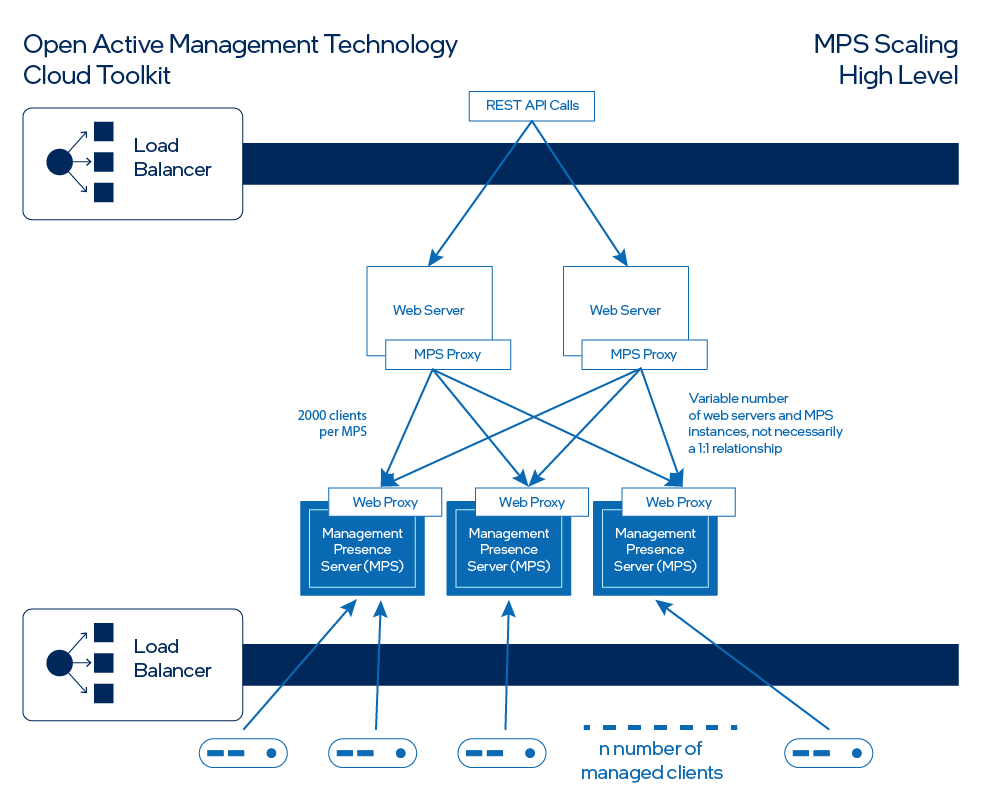 Open Active Management Technology
Cloud Toolkit
MPS Scaling
High Level
REST API Calls
Load
Balancer
Web Server
Web Server
MPS Proxy
MPS Proxy
2000 clients
per MPS
Variable number
of web servers and MPS
instances, not necessarily
a 1:1 relationship
Web Proxy
Web Proxy
Web Proxy
Management
Presence
Server (MPS)
Management
Presence
Server (MPS)
Management
Presence
Server (MPS)
Load
Balancer
n number of
managed clients